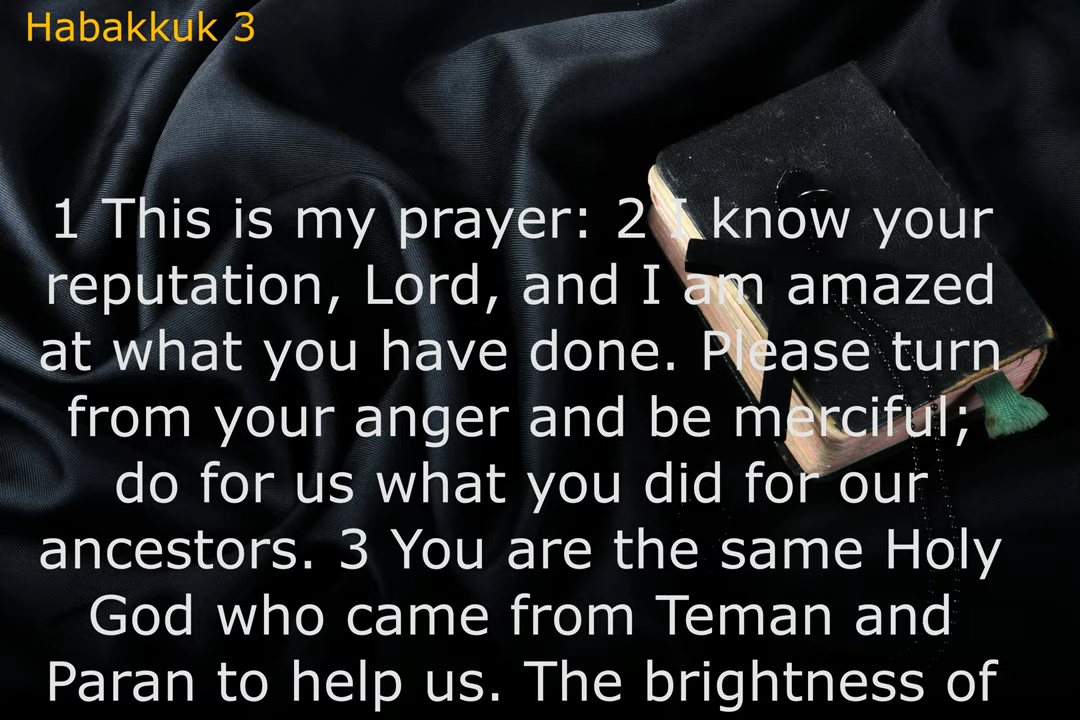 Habakkuk 3
1 This is my prayer: 2 I know your
reputation, Lord, and I am amazed
at what you have done. Please turn
from your anger and be merciful;
do for us what you did for our
ancestors. 3 You are the same Holy
God who came from Teman and
Paran to help us. The brightness of